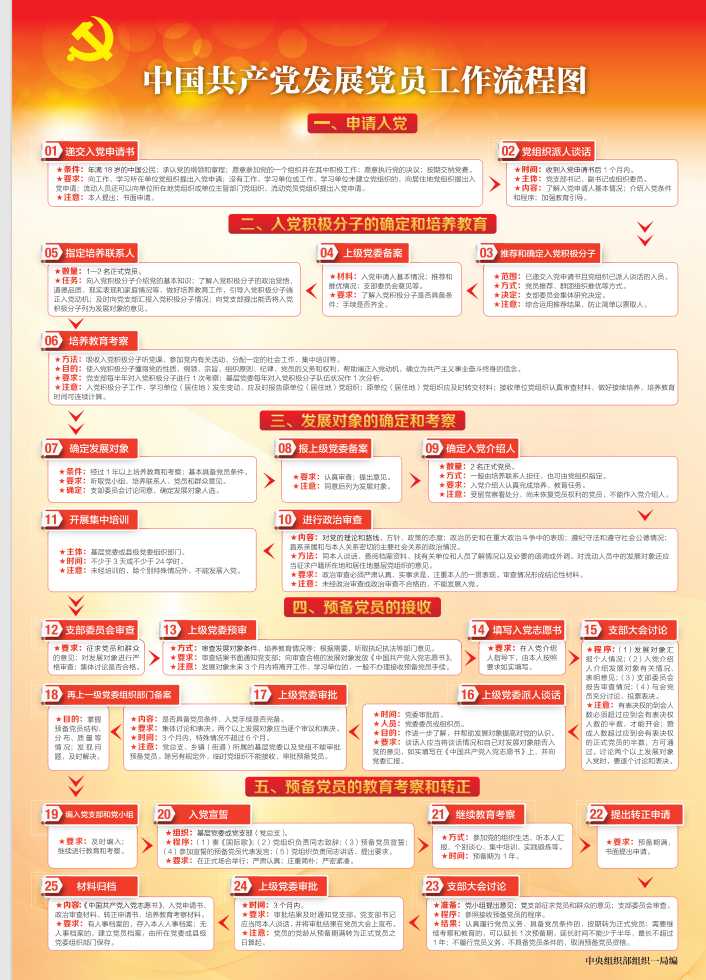 中国共产党发展党员工作流程图
一、申请入党
01 递交入党申请书
★条件：年满18岁的中国公民；承认党的纲领和章程；愿意参加党的一个组织并在其中积极工作；愿意执行党的决议；按期交纳党费。
★要求：向工作、学习所在单位党组织提出入党申请；没有工作、学习单位或工作、学习单位未建立党组织的，向居住地党组织提出入
党申请；流动人员还可以向单位所在地党组织或单位主管部门党组织，流动党员党组织提出入党申请。
★注意：本人提出；书面申请。
02 党组织派人谈话
★时间：收到入党申请书后1个月内。
★主体：党支部书记、副书记或组织委员。
★内容：了解入党申请人基本情况；介绍入党条件
和程序；加强教育引导。
二、入党积极分子的确定和培养教育
03 推荐和确定入党积极分子
★范围：已递交入党申请书且党组织已派人谈话的人员。
★方式：党员推荐、群团组织推优等方式。
★决定：支部委员会集体研究决定。
★注意：综合运用推荐结果，防止简单以票取人。
04 上级党委备案
★材料：入党申请人基本情况；推荐和
推优情况；支部委员会意见等。
★要求：了解入党积极分子是否具备条
件；手续是否齐全。
05 指定培养联系人
★数量：1—2名正式党员。
★任务：向入党积极分子介绍党的基本知识；了解入党积极分子的政治觉悟、
道德品质、现实表现和家庭情况等，做好培养教育工作，引导入党积极分子端
正入党动机；及时向党支部汇报入党积极分子情况；向党支部提出能否将入党
积极分子列为发展对象的意见。
06 培养教育考察
★方法：吸收入党积极分子听党课、参加党内有关活动，分配一定的社会工作，集中培训等。
★目的：使入党积极分子懂得党的性质、纲领、宗旨、组织原则、纪律、党员的义务和权利，帮助端正入党动机，确立为共产主义事业奋斗终身的信念。
★要求：党支部每半年对入党积极分子进行1次考察；基层党委每年对入党积极分子队伍状况作1次分析。
★注意：入党积极分子工作、学习单位（居住地）发生变动，应及时报告原单位（居住地）党组织；原单位（居住地）党组织应及时转交材料；接收单位党组织认真审查材料，做好接续培养，培养教育
时间可连续计算。
三、发展对象的确定和考察
07 确定发展对象
★条件：经过1年以上培养教育和考察；基本具备党员条件。
★要求：听取党小组、培养联系人、党员和群众意见。
★确定：支部委员会讨论同意，确定发展对象人选。
08 报上级党委备案
★要求：认真审查；提出意见。
★注意：同意后列为发展对象。
09 确定入党介绍人
★数量：2名正式党员。
★方式：一般由培养联系人担任，也可由党组织指定。
★要求：入党介绍人认真完成培养、教育任务。
★注意：受留党察看处分、尚未恢复党员权利的党员，不能作入党介绍人。
10 进行政治审查
★内容：对党的理论和路线、方针、政策的态度；政治历史和在重大政治斗争中的表现；遵纪守法和遵守社会公德情况；
直系亲属和与本人关系密切的主要社会关系的政治情况。
★方法：同本人谈话、查阅档案资料、找有关单位和人员了解情况以及必要的函调或外调。对流动人员中的发展对象还应
当征求户籍所在地和居住地基层党组织的意见。
★要求：政治审查必须严肃认真、实事求是，注重本人的一贯表现。审查情况形成结论性材料。
★注意：未经政治审查或政治审查不合格的，不能发展入党。
11 开展集中培训
★主体：基层党委或县级党委组织部门。
★时间：不少于3天或不少于24学时。
★注意：未经培训的，除个别特殊情况外，不能发展入党。
四、预备党员的接收
12 支部委员会审查
★要求：征求党员和群众
的意见；对发展对象进行严
格审查；集体讨论是否合格。
13 上级党委预审
★方式：审查发展对象条件、培养教育情况等；根据需要，听取执纪执法等部门意见。
★要求：审查结果书面通知党支部；向审查合格的发展对象发放《中国共产党入党志愿书》。
★注意：发展对象未来3个月内将离开工作、学习单位的，一般不办理接收预备党员手续。
14 填写入党志愿书
★要求：在入党介绍
人指导下，由本人按照
要求如实填写。
15 支部大会讨论
★程序：（1）发展对象汇
报个人情况；（2）入党介绍
人介绍发展对象有关情况，
表明意见；（3）支部委员会
报告审查情况；（4）与会党
员充分讨论，投票表决。
★注意：有表决权的到会人
数必须超过应到会有表决权
人数的半数，才能开会；赞
成人数超过应到会有表决权
的正式党员的半数，方可通
过。讨论两个以上发展对象
入党时，要逐个讨论和表决。
16 上级党委派人谈话
★时间：党委审批前。
★人员：党委委员或组织员。
★目的：作进一步了解，并帮助发展对象提高对党的认识。
★要求：谈话人应当将谈话情况和自己对发展对象能否入党
的意见，如实填写在《中国共产党入党志愿书》上，并向
党委汇报。
17 上级党委审批
★内容：是否具备党员条件、入党手续是否完备。
★要求：集体讨论和表决，两个以上发展对象应当逐个审议和表决。
★时间：3个月内，特殊情况不超过6个月。
★注意：党总支、乡镇（街道）所属的基层党委以及党组不能审批
预备党员，除另有规定外，临时党组织不能接收、审批预备党员。
18 再上一级党委组织部门备案
★目的：掌握
预备党员结构、
分布、质量等
情况；发现问
题，及时解决。
五、预备党员的教育考察和转正
19 编入党支部和党小组
★要求：及时编入；
继续进行教育和考察。
20 入党宣誓
★组织：基层党委或党支部（党总支）。
★程序：（1）奏《国际歌》；（2）党组织负责同志致辞；（3）预备党员宣誓；
（4）参加宣誓的预备党员代表发言；（5）党组织负责同志讲话，提出要求。
★要求：在正式场合举行；严肃认真；庄重简朴；严密紧凑。
21 继续教育考察
★方式：参加党的组织生活、听本人汇
报、个别谈心、集中培训、实践锻炼等。
★时间：预备期为1年。
22 提出转正申请
★要求：预备期满，
书面提出申请。
23 支部大会讨论
★准备：党小组提出意见；党支部征求党员和群众的意见；支部委员会审查。
★程序：参照接收预备党员的程序。
★结果：认真履行党员义务、具备党员条件的，按期转为正式党员；需要继
续考察和教育的，可以延长1次预备期，延长时间不能少于半年，最长不超过
1年；不履行党员义务、不具备党员条件的，取消预备党员资格。
24 上级党委审批
★时间：3个月内。
★要求：审批结果及时通知党支部。党支部书记
应当同本人谈话，并将审批结果在党员大会上宣布。
★注意：党员的党龄从预备期满转为正式党员之
日算起。
25 材料归档
★内容：《中国共产党入党志愿书》、入党申请书、
政治审查材料、转正申请书、培养教育考察材料。
★要求：有人事档案的，存入本人人事档案；无
人事档案的，建立党员档案，由所在党委或县级
党委组织部门保存。
中央组织部组织一局编